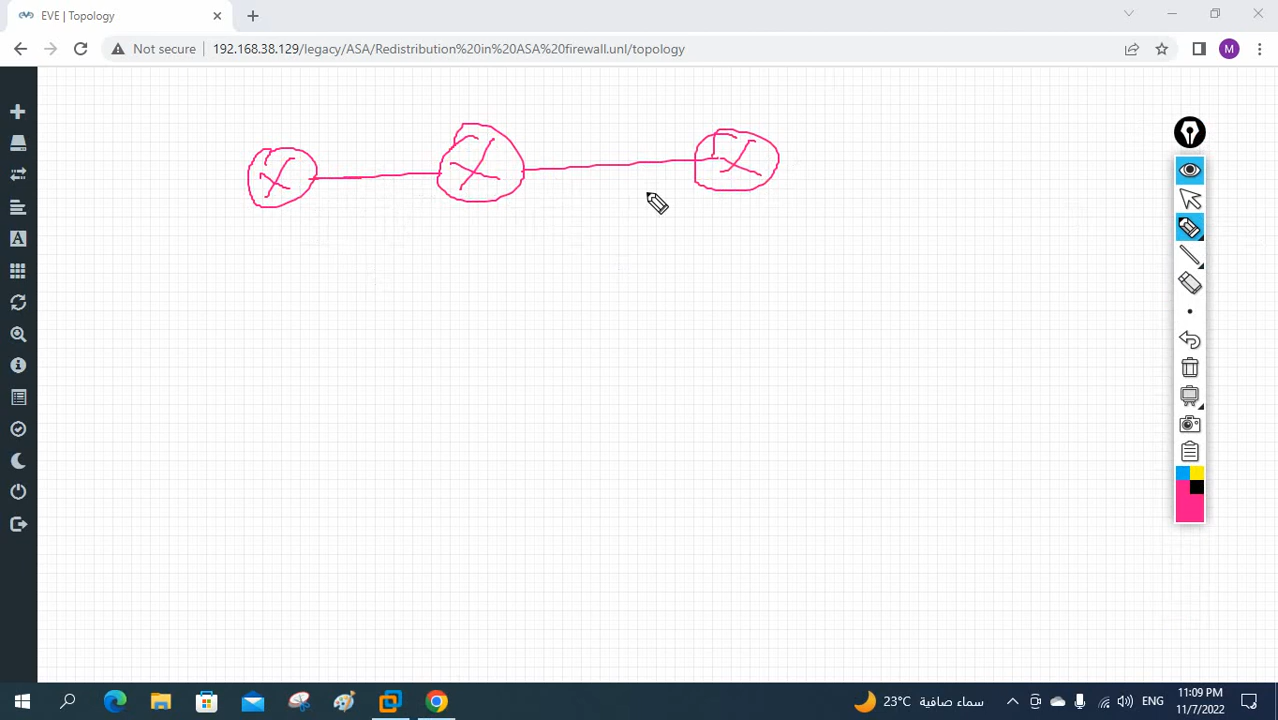 EVE | Topology
Not secure
192.168.38.129/legacy/ASA/Redistribution%20in%20ASA%20firewall.unl/topology
M
A
23°C
سماء صافية
ENG
11:09 PM
11/7/2022